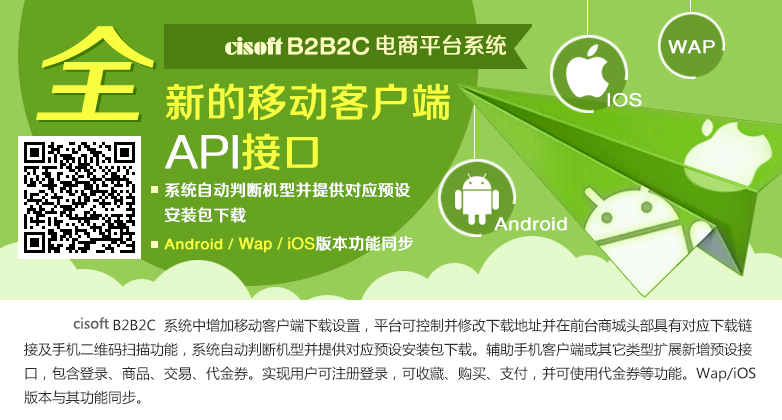 cisoft B2B2C 电商平台系统
全新的移动客户端
API接口
系统自动判断机型并提供对应预设
安装包下载
Android / Wap / iOS版本功能同步
WAP
IOS
Android
cisoft B2B2C 系统中增加移动客户端下载设置，平台可控制并修改下载地址并在前台商城头部具有对应下载链
接及手机二维码扫描功能，系统自动判断机型并提供对应预设安装包下载。辅助手机客户端或其它类型扩展新增预设接
口，包含登录、商品、交易、代金券。实现用户可注册登录，可收藏、购买、支付，并可使用代金券等功能。Wap/iOS
版本与其功能同步。